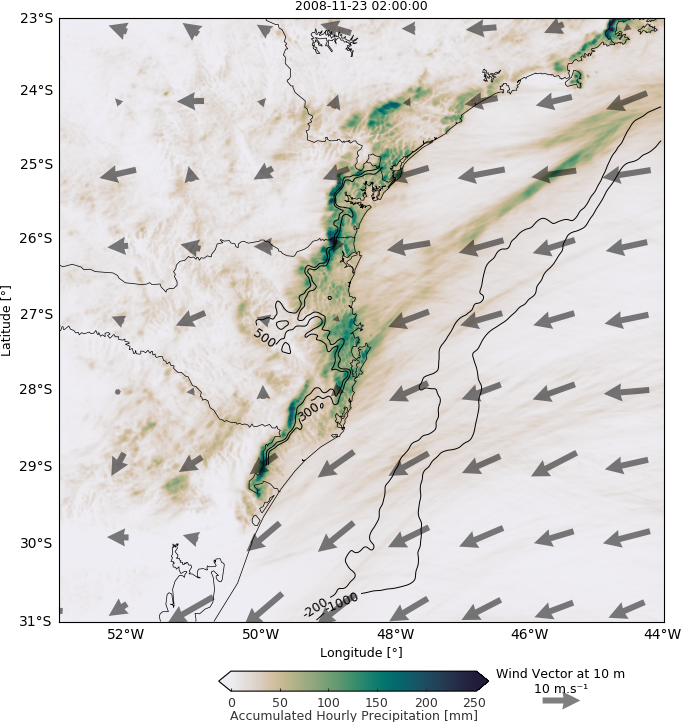 2008-11-23 02:00:00
23°S
24°S
25°S
26°S
27°S
28°S
29°S
30°S
31°S
Latitude [°]
500
300
-200
-1000
52°W 50°W 48°W 46°W 44°W
Longitude [°]
0 50 100 150 200 250
Accumulated Hourly Precipitation [mm]
Wind Vector at 10 m
10 m.s⁻¹